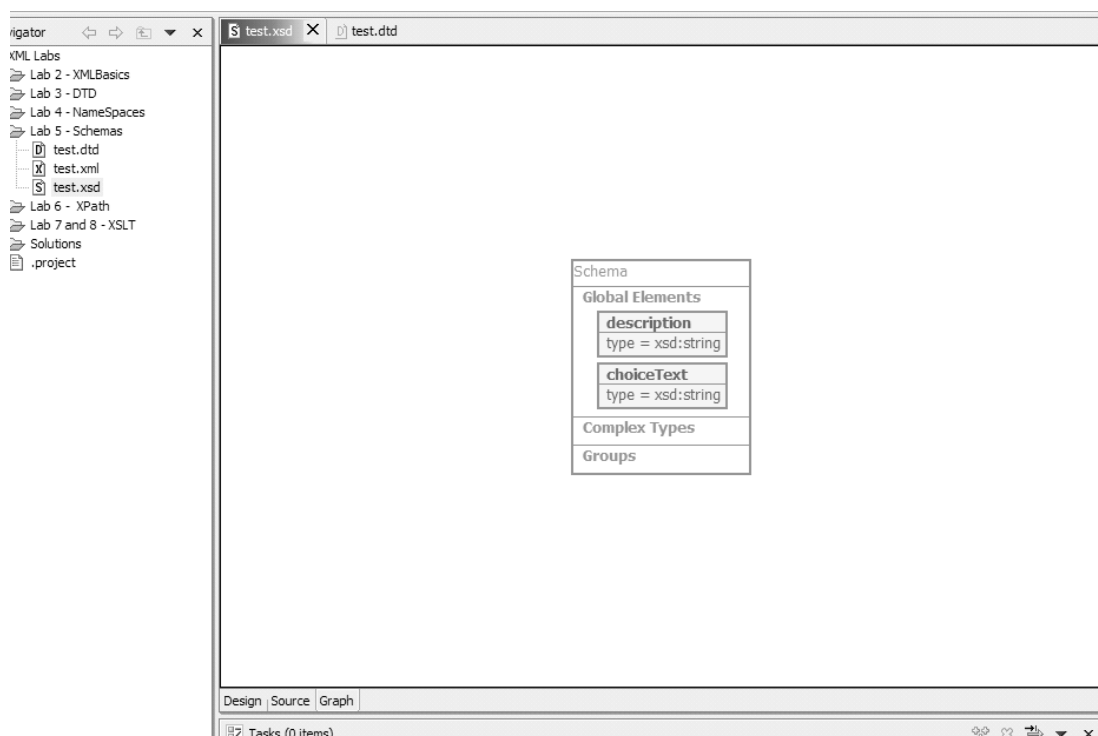 vigator
XML Labs
Lab 2 - XMLBasics
Lab 3 - DTD
Lab 4 - NameSpaces
Lab 5 - Schemas
D test.dtd
X test.xml
S test.xsd
Lab 6 - XPath
Lab 7 and 8 - XSLT
Solutions
.project
S test.xsd
D test.dtd
Schema
Global Elements
description
type = xsd:string
choiceText
type = xsd:string
Complex Types
Groups
Design Source Graph
Tasks (0 items)